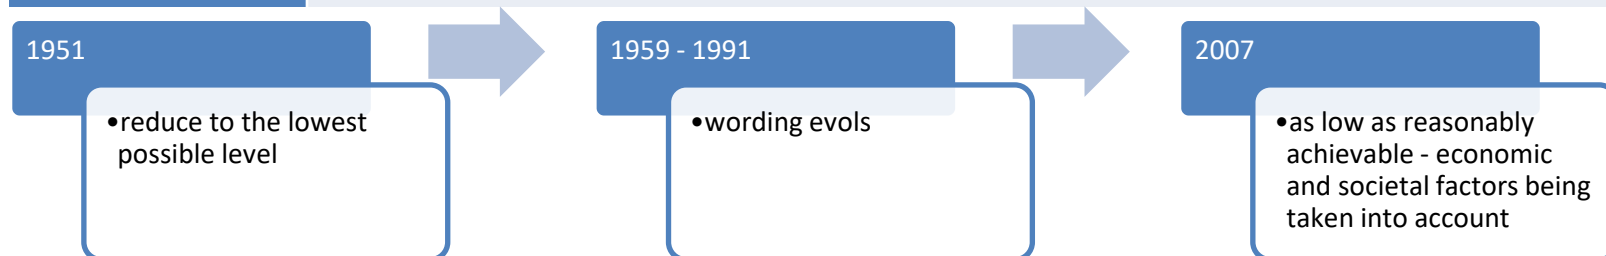 1951
•reduce to the lowest
possible level
1959 - 1991
•wording evols
2007
•as low as reasonably
achievable - economic
and societal factors being
taken into account